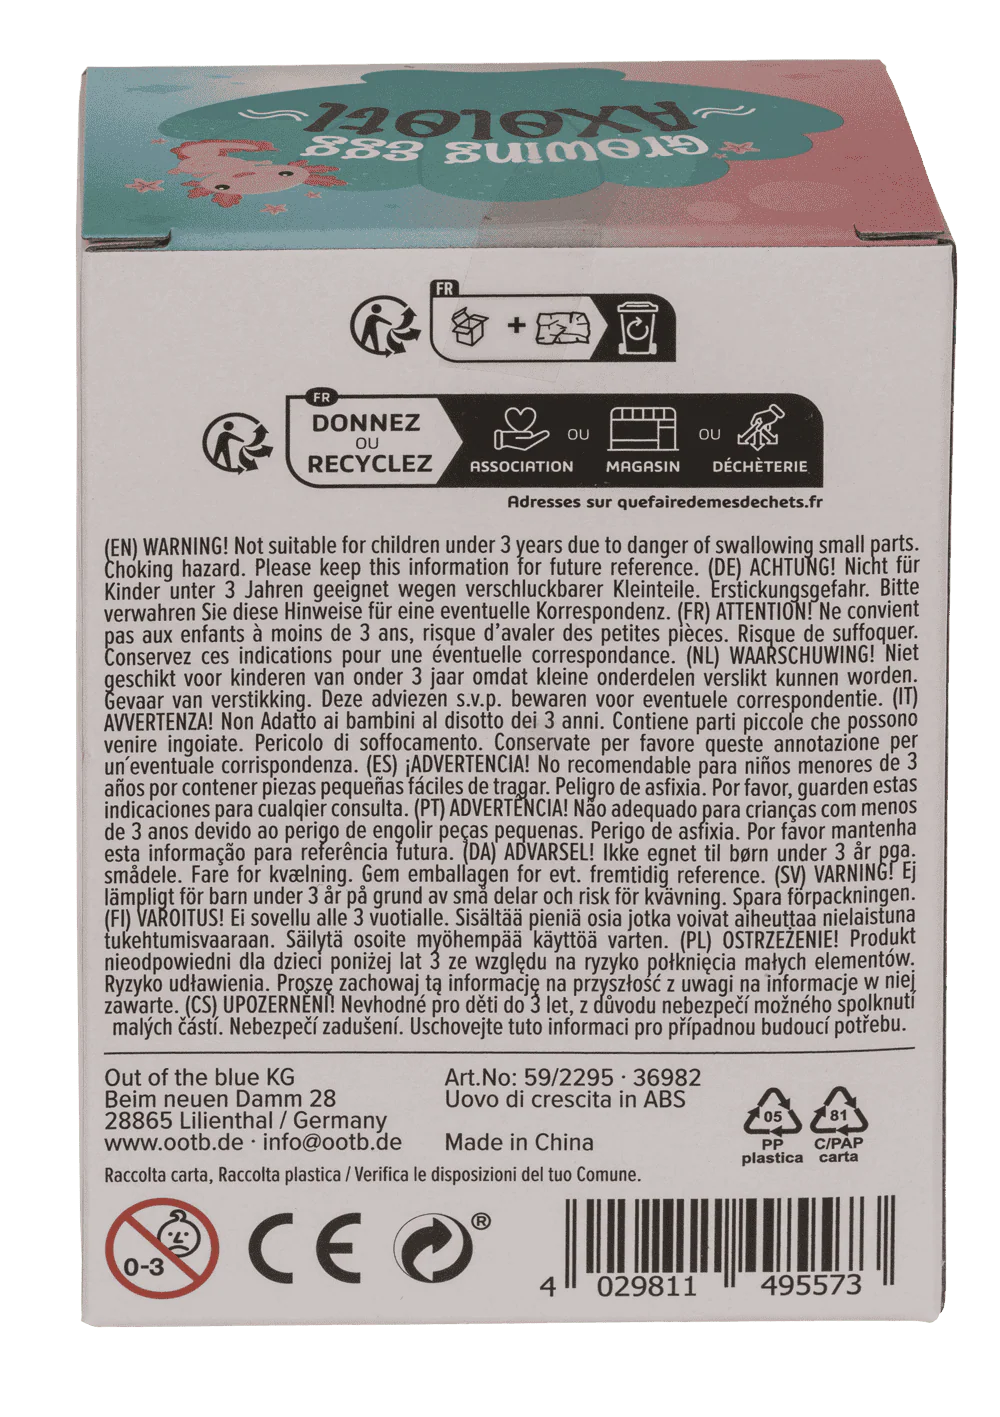 Growing Egg
AXOLOTL
FR
+
FR
DONNEZ
OU
RECYCLEZ
ASSOCIATION
OU
MAGASIN
OU
DÉCHÈTERIE
Adresses sur quefairedemesdechets.fr
(EN) WARNING! Not suitable for children under 3 years due to danger of swallowing small parts.
Choking hazard. Please keep this information for future reference. (DE) ACHTUNG! Nicht für
Kinder unter 3 Jahren geeignet wegen verschluckbarer Kleinteile. Erstickungsgefahr. Bitte
verwahren Sie diese Hinweise für eine eventuelle Korrespondenz. (FR) ATTENTION! Ne convient
pas aux enfants à moins de 3 ans, risque d'avaler des petites pièces. Risque de suffoquer.
Conservez ces indications pour une éventuelle correspondance. (NL) WAARSCHUWING! Niet
geschikt voor kinderen van onder 3 jaar omdat kleine onderdelen verslikt kunnen worden.
Gevaar van verstikking. Deze adviezen s.v.p. bewaren voor eventuele correspondentie. (IT)
AVVERTENZA! Non Adatto ai bambini al disotto dei 3 anni. Contiene parti piccole che possono
venire ingoiate. Pericolo di soffocamento. Conservate per favore queste annotazione per
un´eventuale corrispondenza. (ES) ¡ADVERTENCIA! No recomendable para niños menores de 3
años por contener piezas pequeñas fáciles de tragar. Peligro de asfixia. Por favor, guarden estas
indicaciones para cualqier consulta. (PT) ADVERTÊNCIA! Não adequado para crianças com menos
de 3 anos devido ao perigo de engolir peças pequenas. Perigo de asfixia. Por favor mantenha
esta informação para referência futura. (DA) ADVARSEL! Ikke egnet til børn under 3 år pga.
smådele. Fare for kvælning. Gem emballagen for evt. fremtidig reference. (SV) VARNING! Ej
lämpligt för barn under 3 år på grund av små delar och risk för kvävning. Spara förpackningen.
(FI) VAROITUS! Ei sovellu alle 3 vuotialle. Sisältää pieniä osia jotka voivat aiheuttaa nielaistuna
tukehtumisvaaraan. Säilytä osoite myöhempää käyttöä varten. (PL) OSTRZEŻENIE! Produkt
nieodpowiedni dla dzieci poniżej lat 3 ze względu na ryzyko połknięcia małych elementów.
Ryzyko udławienia. Proszę zachowaj tą informację na przyszłość z uwagi na informacje w niej
zawarte. (CS) UPOZORNĚNÍ! Nevhodné pro děti do 3 let, z důvodu nebezpečí možného spolknutí
malých částí. Nebezpečí zadušení. Uschovejte tuto informaci pro případnou budoucí potřebu.
Out of the blue KG
Beim neuen Damm 28
28865 Lilienthal / Germany
www.ootb.de · info@ootb.de
Art.No: 59/2295 · 36982
Uovo di crescita in ABS
Made in China
05
PP
plastica
81
C/PAP
carta
Raccolta carta, Raccolta plastica / Verifica le disposizioni del tuo Comune.
0-3
CE
®
4 029811 495573